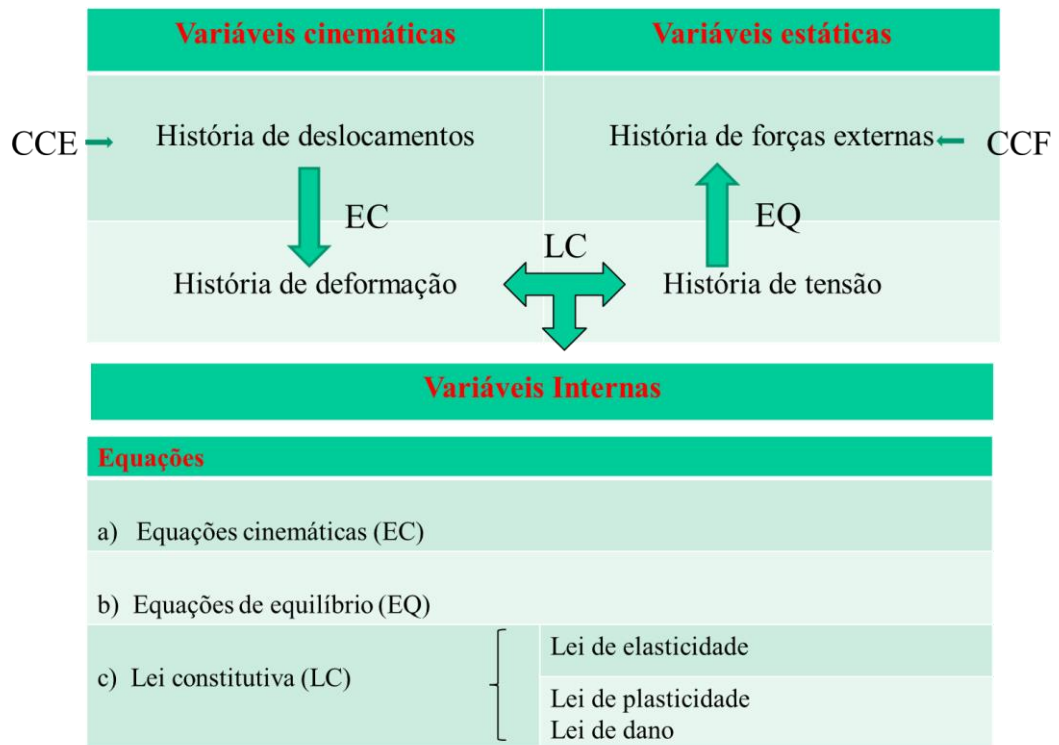 Variáveis cinemáticas
Variáveis estáticas
CCE
História de deslocamentos
História de forças externas
CCF
EC
EQ
LC
História de deformação
História de tensão
Variáveis Internas
Equações
a) Equações cinemáticas (EC)
b) Equações de equilíbrio (EQ)
c) Lei constitutiva (LC)
Lei de elasticidade
Lei de plasticidade
Lei de dano